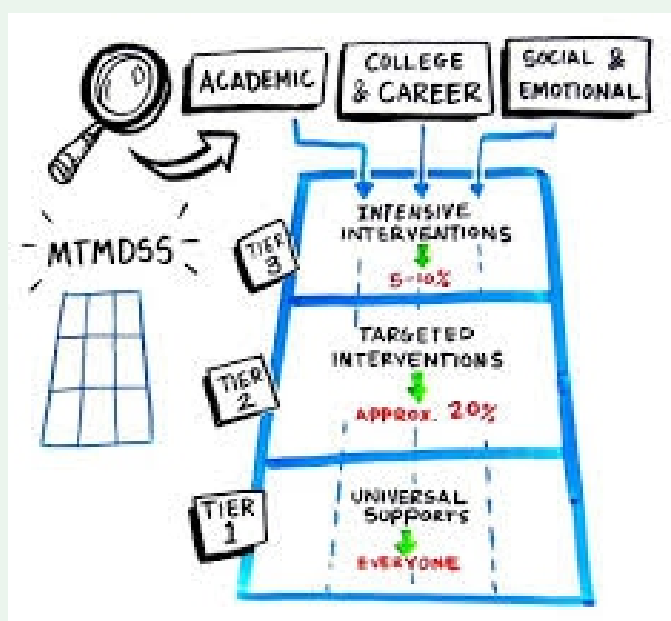 ACADEMIC
COLLEGE
& CAREER
SOCIAL &
EMOTIONAL
MTMDSS
TIER
3
INTENSIVE
INTERVENTIONS
5-10%
TIER
2
TARGETED
INTERVENTIONS
APPROX. 20%
TIER
1
UNIVERSAL
SUPPORTS
EVERYONE